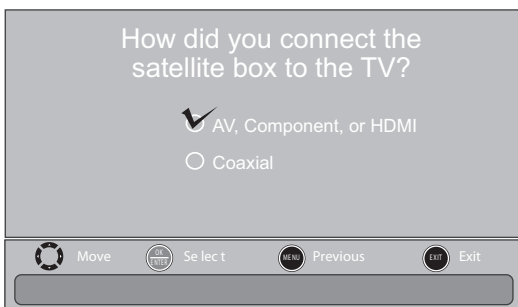 How did you connect the
satellite box to the TV?
AV, Component, or HDMI
Coaxial
Move
OK
ENTER
Se lec t
MENU
Previous
EXIT
Exit